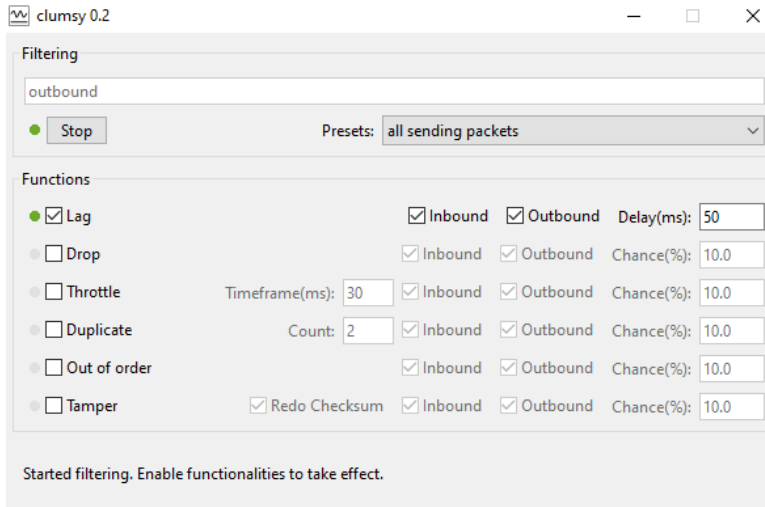 clumsy 0.2
Filtering
outbound
Stop Presets: all sending packets
Functions
Lag Inbound Outbound Delay(ms): 50
Drop Inbound Outbound Chance(%): 10.0
Throttle Timeframe(ms): 30 Inbound Outbound Chance(%): 10.0
Duplicate Count: 2 Inbound Outbound Chance(%): 10.0
Out of order Inbound Outbound Chance(%): 10.0
Tamper Redo Checksum Inbound Outbound Chance(%): 10.0
Started filtering. Enable functionalities to take effect.